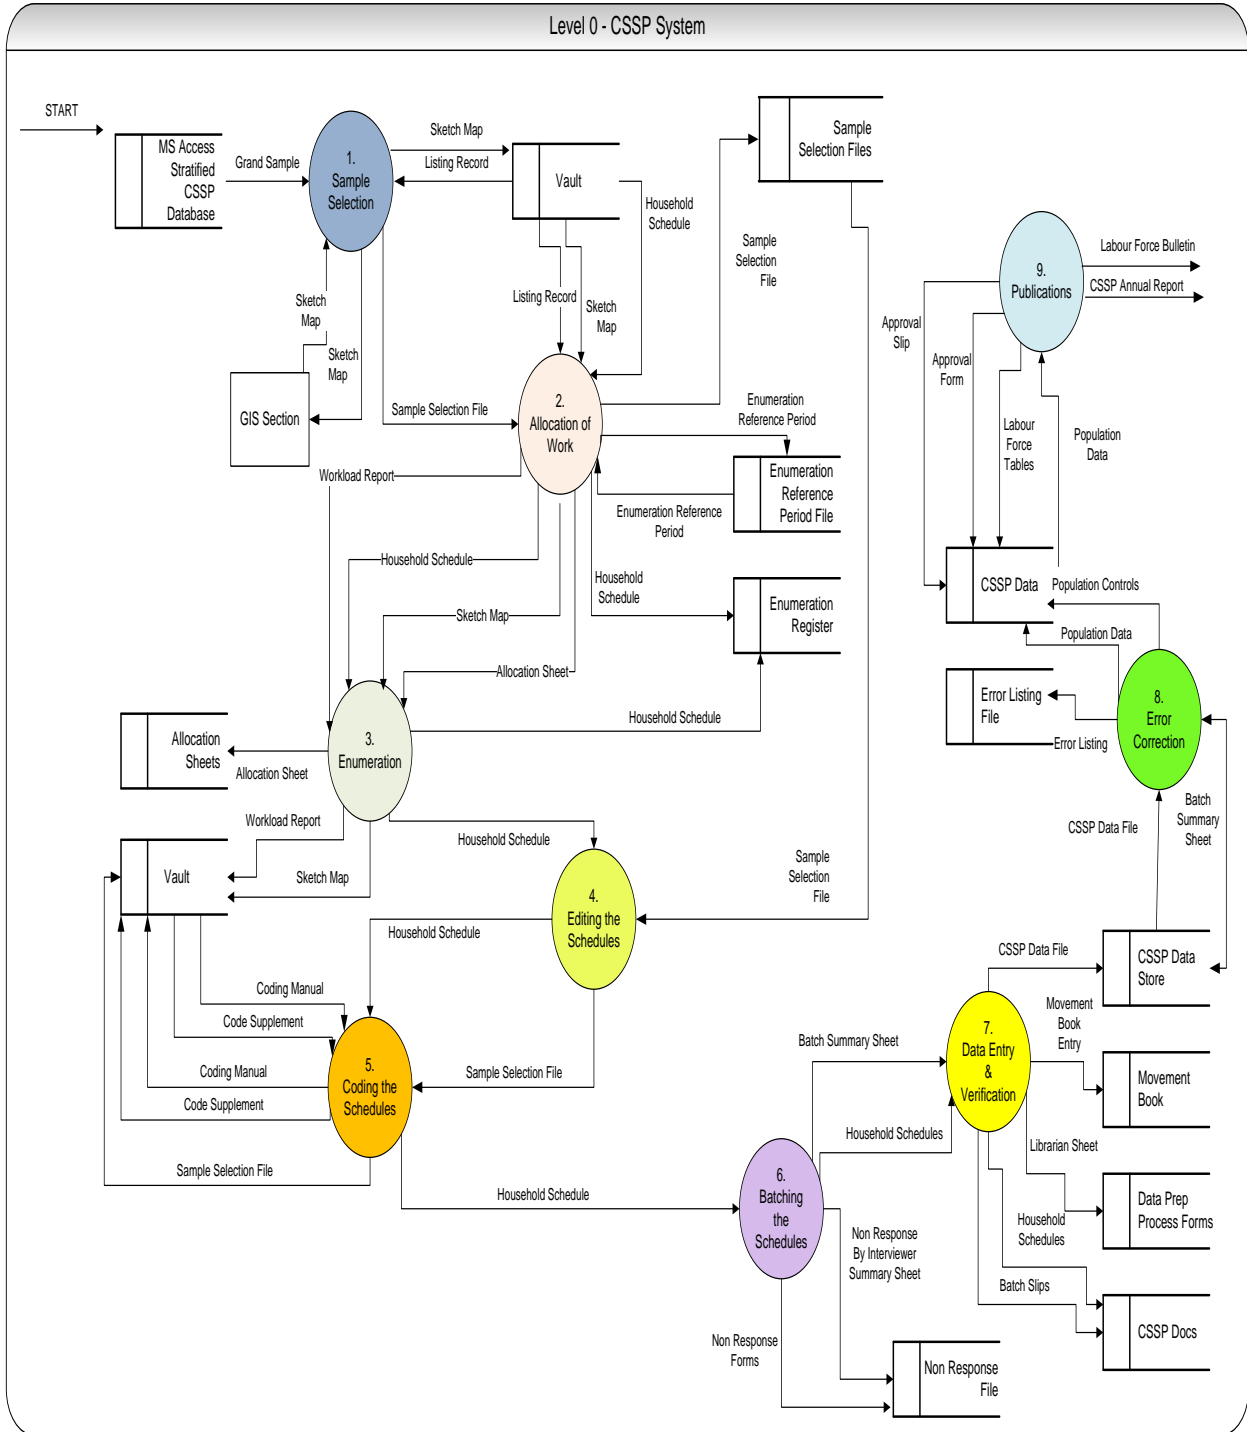 Level 0 - CSSP System
START
MS Access
Stratified
CSSP
Database
Grand Sample
1.
Sample
Selection
Sketch Map
Listing Record
Vault
Household
Schedule
Sample
Selection Files
Sample
Selection
File
Listing Record
Sketch
Map
Sketch
Map
Sketch
Map
GIS Section
Sample Selection File
2.
Allocation of
Work
Enumeration
Reference Period
Enumeration
Reference
Period File
Enumeration Reference
Period
Workload Report
Household Schedule
Sketch Map
Allocation Sheet
Household
Schedule
Enumeration
Register
Household Schedule
3.
Enumeration
Allocation
Sheets
Allocation Sheet
Workload Report
Sketch Map
Vault
Household Schedule
Sample
Selection
File
4.
Editing the
Schedules
Household Schedule
Coding Manual
Code Supplement
Coding Manual
Code Supplement
Sample Selection File
5.
Coding the
Schedules
Sample Selection File
Household Schedule
6.
Batching
the
Schedules
Batch Summary Sheet
Household Schedules
Non Response
By Interviewer
Summary Sheet
Non Response
Forms
Non Response
File
7.
Data Entry
&
Verification
CSSP Data File
Movement
Book
Entry
Librarian Sheet
Household
Schedules
Batch Slips
CSSP Data
Store
Movement
Book
Data Prep
Process Forms
CSSP Docs
CSSP Data File
Batch
Summary
Sheet
8.
Error
Correction
Error Listing
Error Listing
File
Population Data
Population Controls
CSSP Data
Approval
Slip
Approval
Form
Labour
Force
Tables
Population
Data
9.
Publications
Labour Force Bulletin
CSSP Annual Report